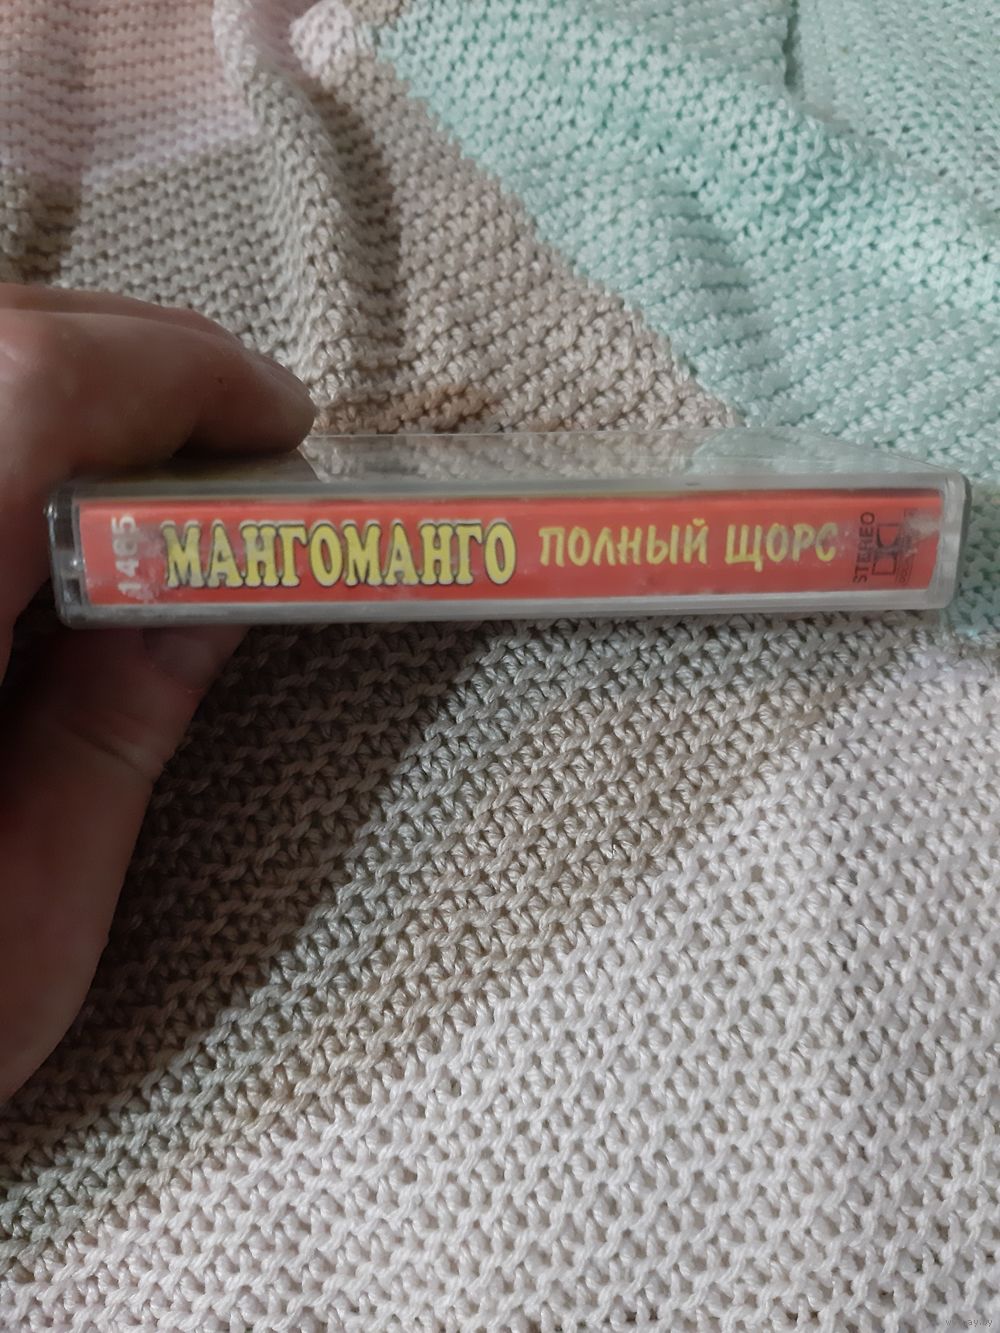 1465
МАНГОМАНГО ПОЛНЫЙ ЩОРС
STEREO